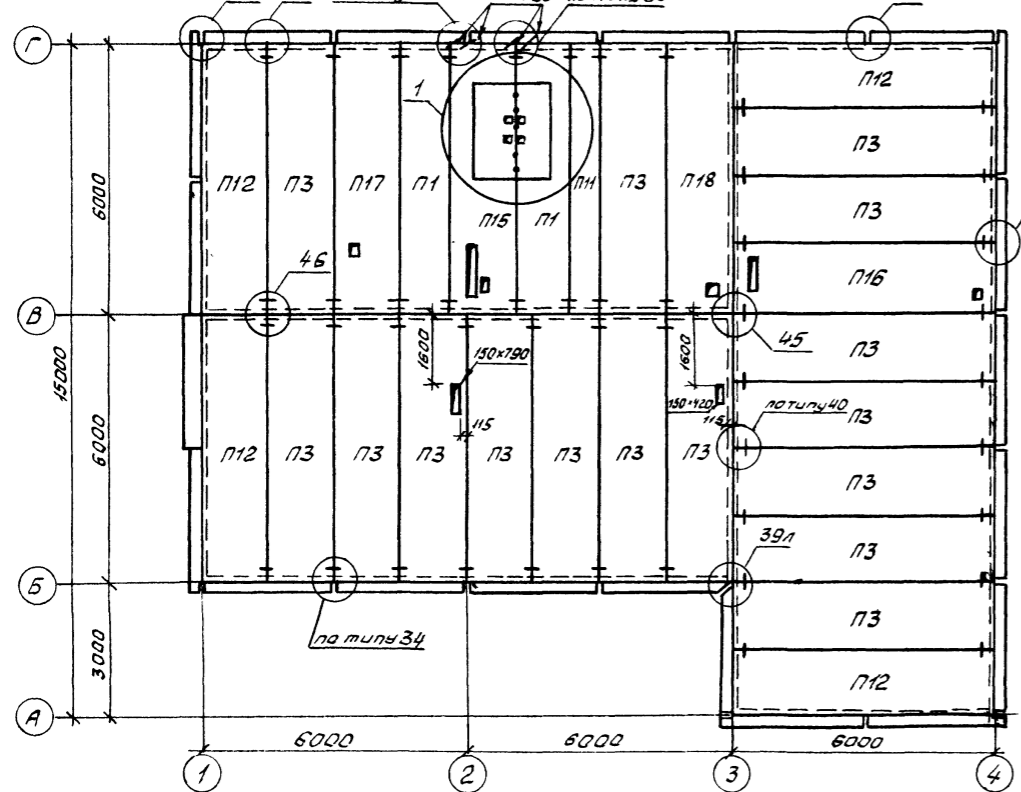 Г
1
6000
П12 П3 П17 П1 П15 П1 П11 П3 П18
П12
П3
П3
П16
46
В
45
15000
1600
150×790
115
1600
150×420
115
по типу 40
6000
П12 П3 П3 П3 П3 П3 П3 П3
П3
П3
П3
П3
П3
П12
39л
Б
по типу 34
3000
А
6000 6000 6000
1 2 3 4